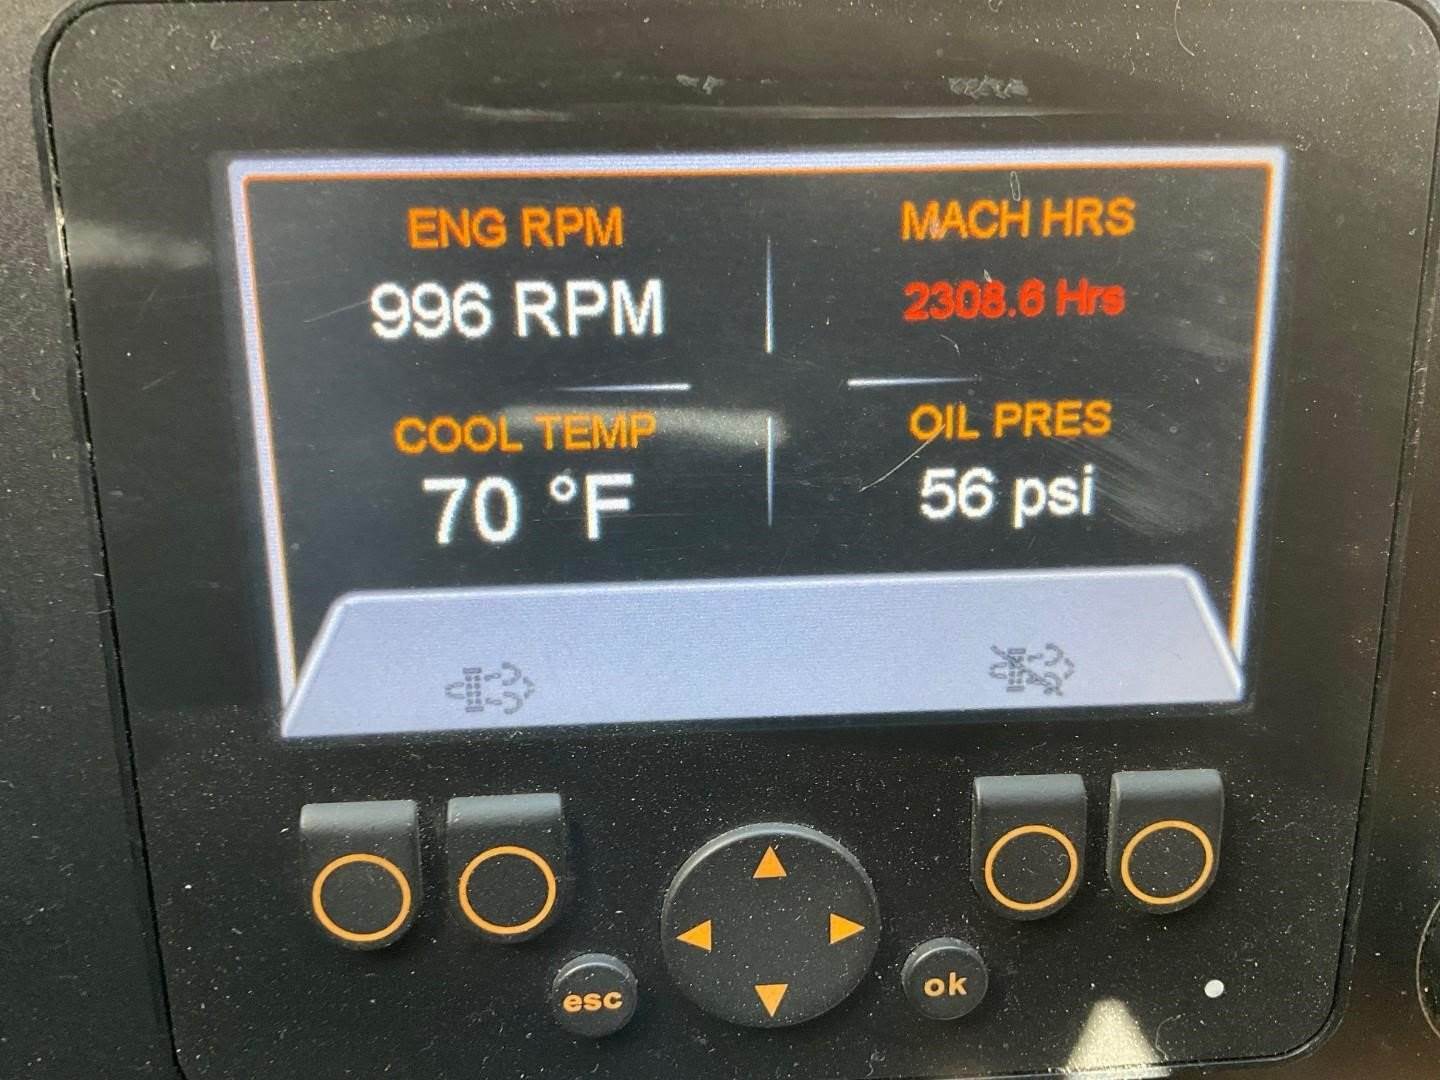 ENG RPM
996 RPM
MACH HRS
2308.6 Hrs
COOL TEMP
70 °F
OIL PRES
56 psi
esc
ok